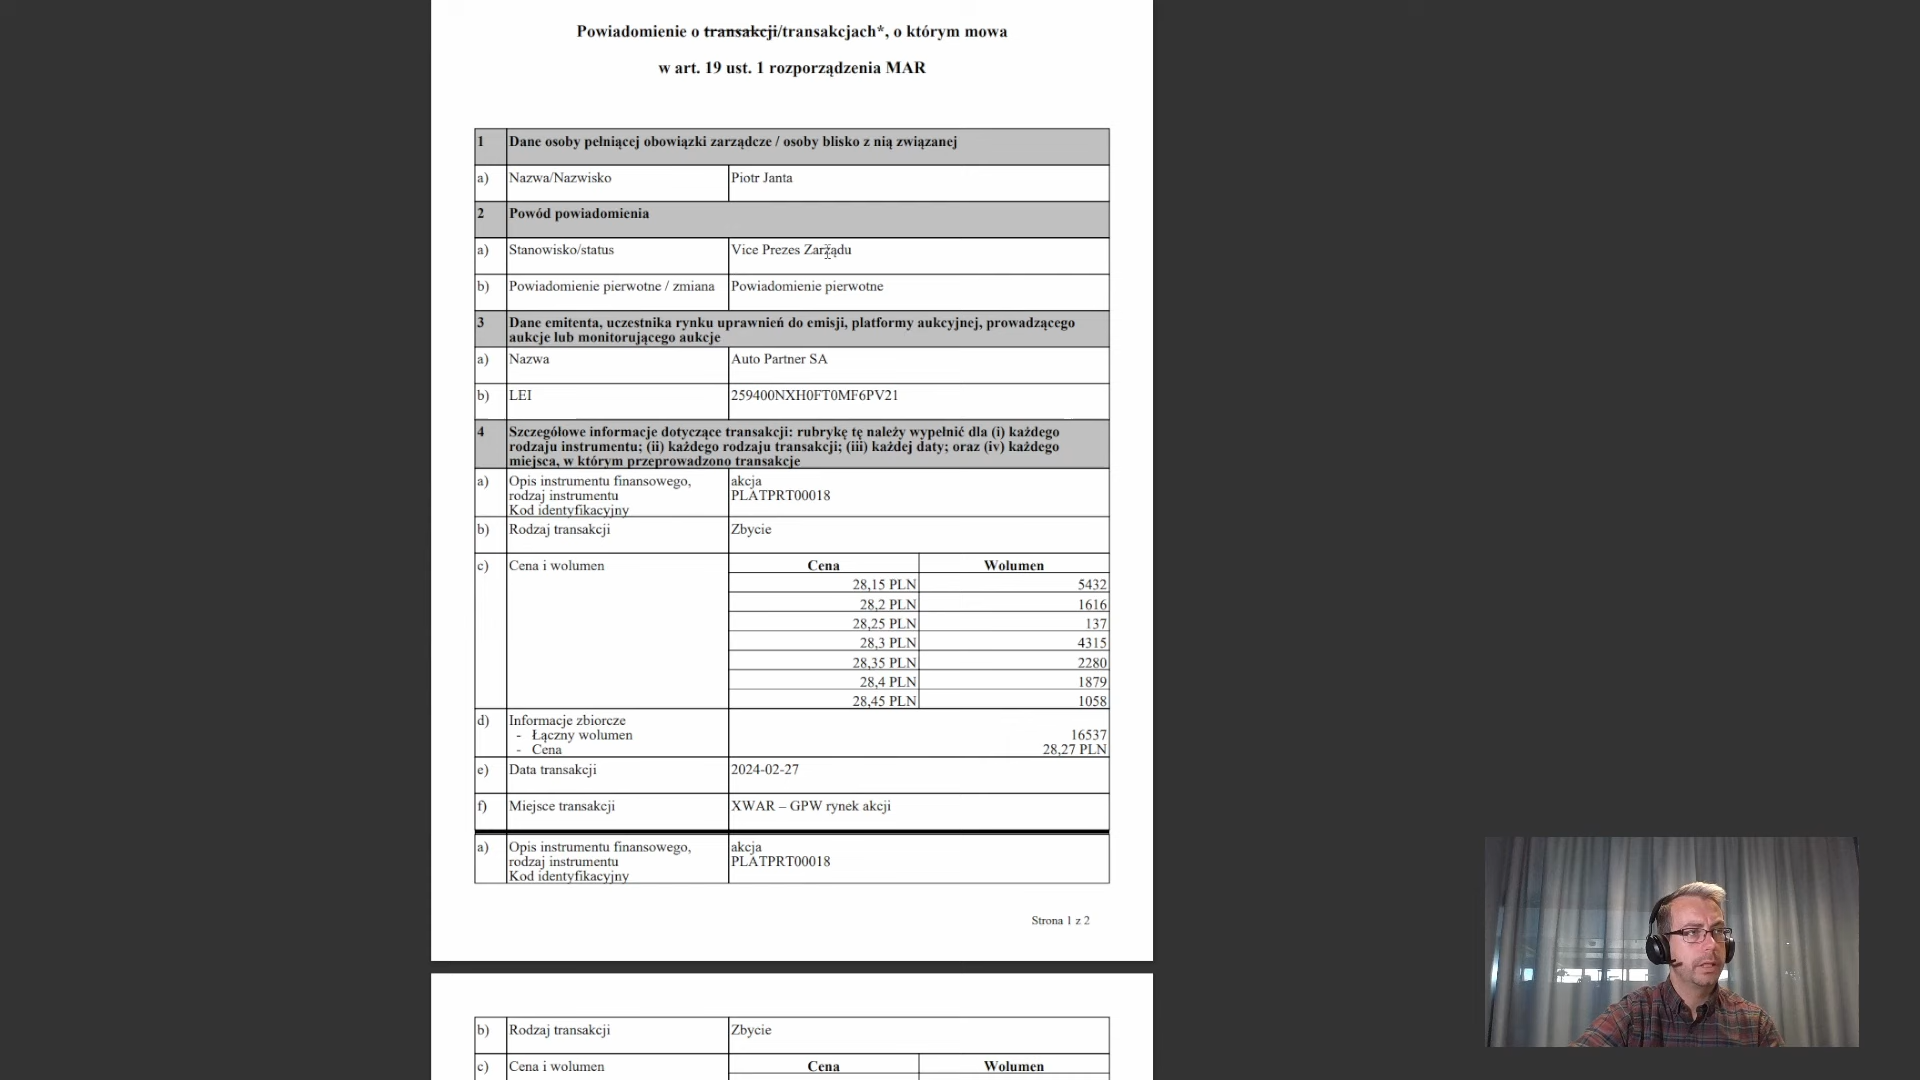 Powiadomienie o transakcji/transakcjach*, o którym mowa
w art. 19 ust. 1 rozporządzenia MAR
1 Dane osoby pełniącej obowiązki zarządcze / osoby blisko z nią związanej
a) Nazwa/Nazwisko Piotr Janta
2 Powód powiadomienia
a) Stanowisko/status Vice Prezes Zarządu
b) Powiadomienie pierwotne / zmiana Powiadomienie pierwotne
3 Dane emitenta, uczestnika rynku uprawnień do emisji, platformy aukcyjnej, prowadzącego
aukcje lub monitorującego aukcje
a) Nazwa Auto Partner SA
b) LEI 259400NXH0FT0MF6PV21
4 Szczegółowe informacje dotyczące transakcji: rubrykę tę należy wypełnić dla (i) każdego
rodzaju instrumentu; (ii) każdego rodzaju transakcji; (iii) każdej daty; oraz (iv) każdego
miejsca, w którym przeprowadzono transakcje
a) Opis instrumentu finansowego, akcja
rodzaj instrumentu PLATPRT00018
Kod identyfikacyjny
b) Rodzaj transakcji Zbycie
c) Cena i wolumen Cena Wolumen
28,15 PLN 5432
28,2 PLN 1616
28,25 PLN 137
28,3 PLN 4315
28,35 PLN 2280
28,4 PLN 1879
28,45 PLN 1058
d) Informacje zbiorcze
- Łączny wolumen 16537
- Cena 28,27 PLN
e) Data transakcji 2024-02-27
f) Miejsce transakcji XWAR – GPW rynek akcji
a) Opis instrumentu finansowego, akcja
rodzaj instrumentu PLATPRT00018
Kod identyfikacyjny
Strona 1 z 2
b) Rodzaj transakcji Zbycie
c) Cena i wolumen Cena Wolumen